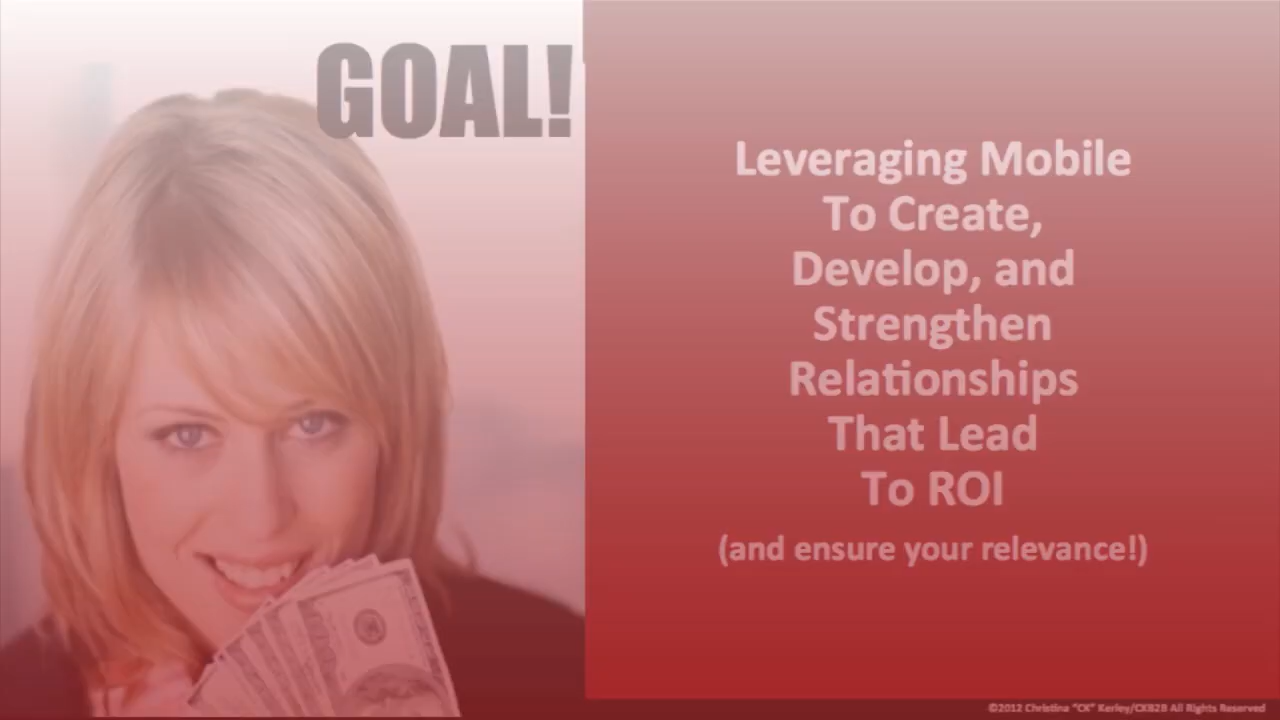 GOAL!
Leveraging Mobile
To Create,
Develop, and
Strengthen
Relationships
That Lead
To ROI
(and ensure your relevance!)
©2012 Christina "CK" Kerley/CKB2B All Rights Reserved